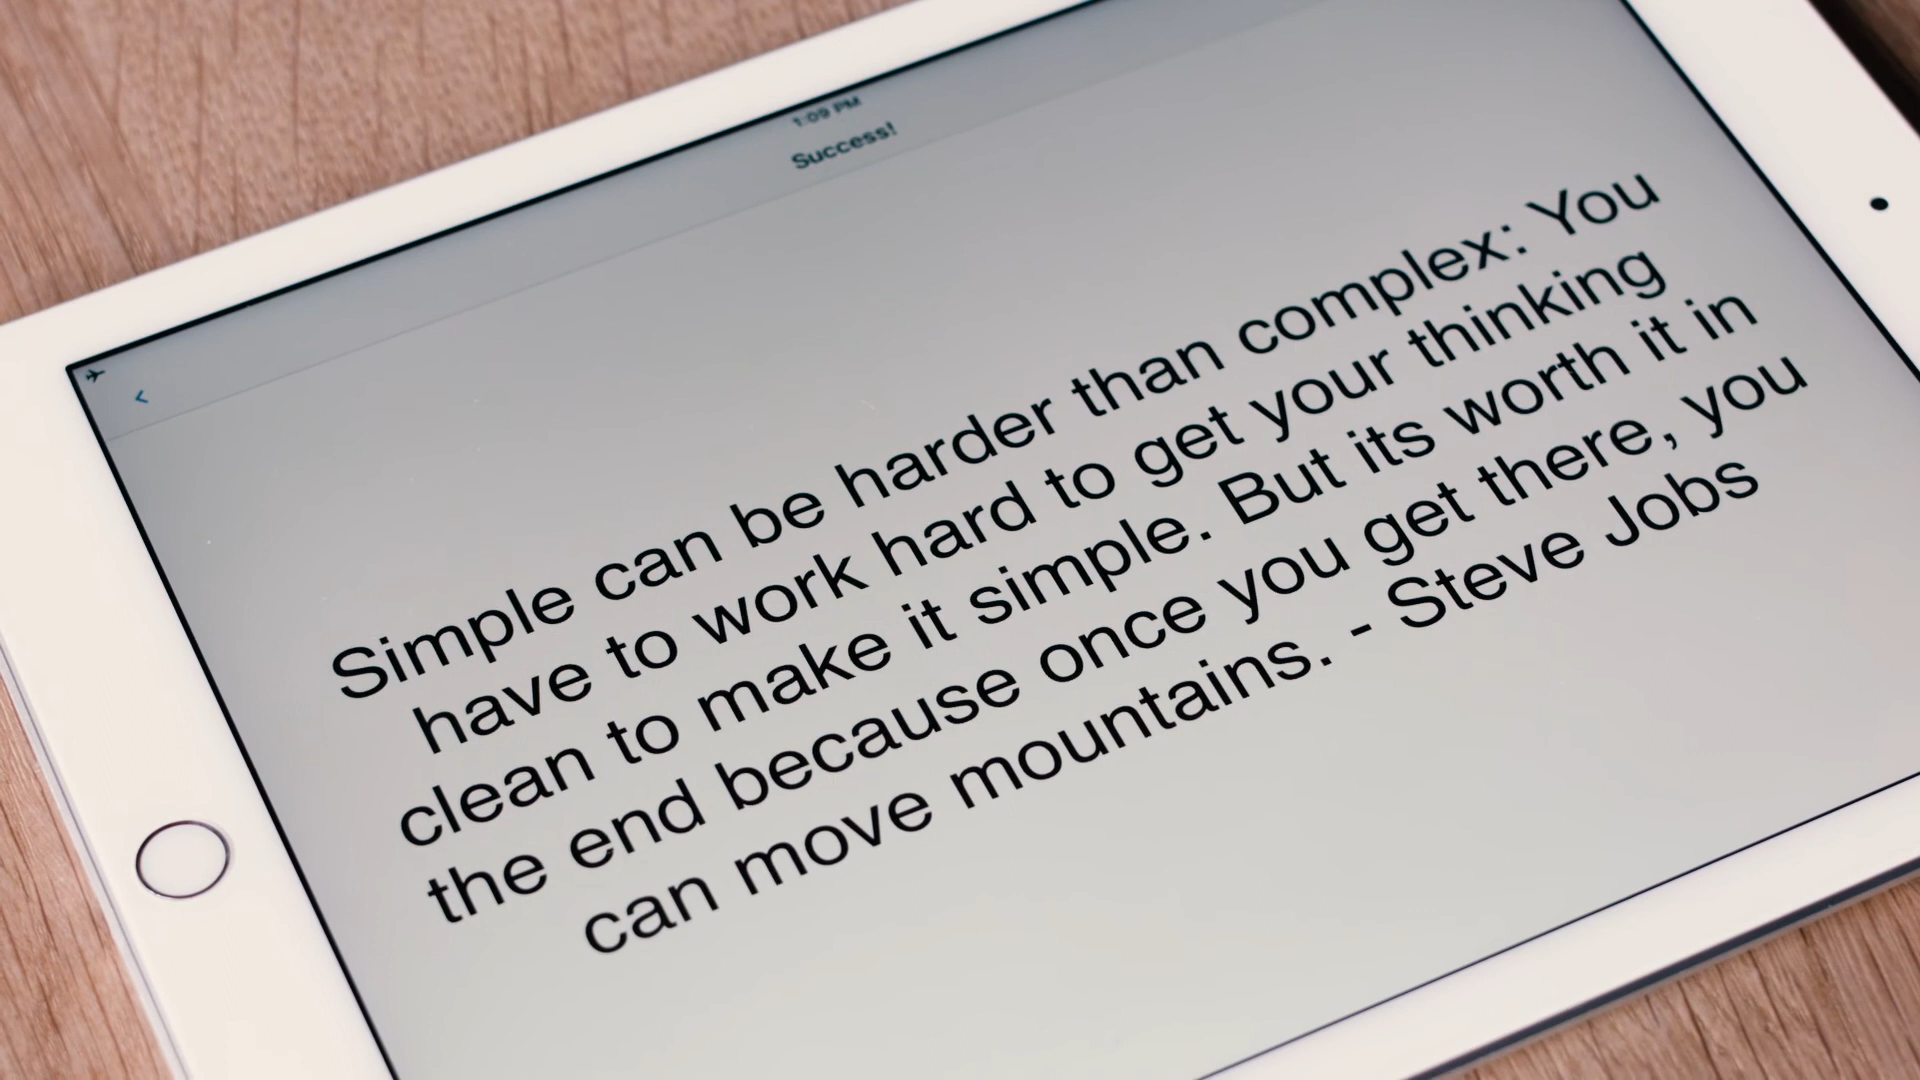 1:09 PM
Success!
<
Simple can be harder than complex: You
have to work hard to get your thinking
clean to make it simple. But its worth it in
the end because once you get there, you
can move mountains. - Steve Jobs